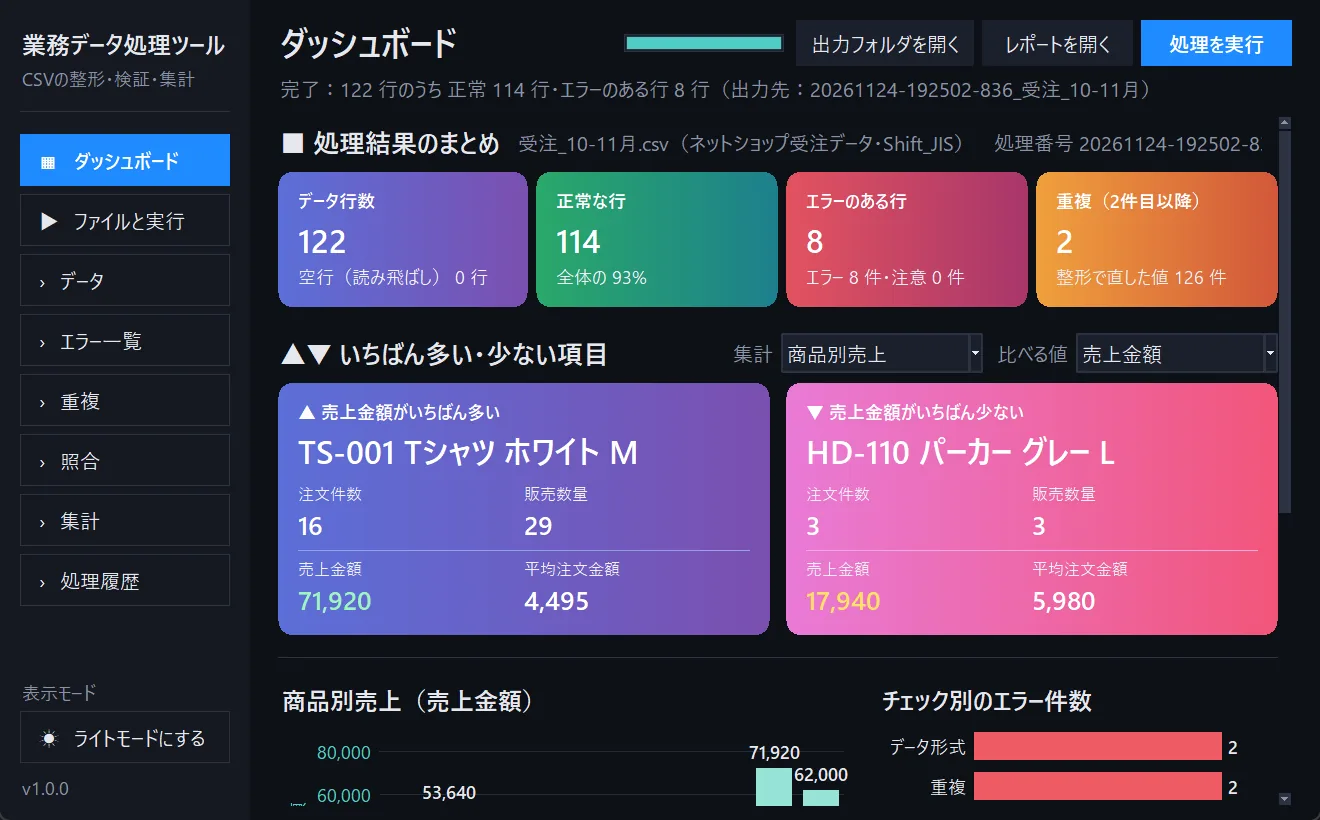 業務データ処理ツール
CSVの整形・検証・集計
ダッシュボード
ファイルと実行
データ
エラー一覧
重複
照合
集計
処理履歴
表示モード
ライトモードにする
v1.0.0
ダッシュボード
出力フォルダを開く
レポートを開く
処理を実行
完了：122 行のうち 正常 114 行・エラーのある行 8 行（出力先：20261124-192502-836_受注_10-11月）
■ 処理結果のまとめ 受注_10-11月.csv（ネットショップ受注データ・Shift_JIS） 処理番号 20261124-192502-8
データ行数
122
空行（読み飛ばし） 0 行
正常な行
114
全体の 93%
エラーのある行
8
エラー 8 件・注意 0 件
重複（2件目以降）
2
整形で直した値 126 件
▲▼ いちばん多い・少ない項目
集計 商品別売上
比べる値 売上金額
▲ 売上金額がいちばん多い
TS-001 Tシャツ ホワイト M
注文件数 販売数量
16 29
売上金額 平均注文金額
71,920 4,495
▼ 売上金額がいちばん少ない
HD-110 パーカー グレー L
注文件数 販売数量
3 3
売上金額 平均注文金額
17,940 5,980
商品別売上（売上金額）
80,000
60,000
53,640
71,920
62,000
チェック別のエラー件数
データ形式 2
重複 2